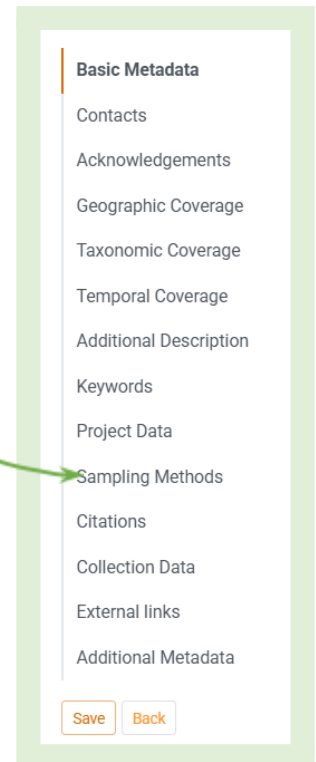 Basic Metadata
Contacts
Acknowledgements
Geographic Coverage
Taxonomic Coverage
Temporal Coverage
Additional Description
Keywords
Project Data
Sampling Methods
Citations
Collection Data
External links
Additional Metadata
Save Back